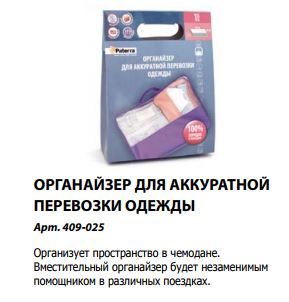 Paterra
ОРГАНАЙЗЕР
ДЛЯ АККУРАТНОЙ ПЕРЕВОЗКИ
ОДЕЖДЫ
100%
ОРГАНАЙЗЕР ДЛЯ АККУРАТНОЙ
ПЕРЕВОЗКИ ОДЕЖДЫ
Арт. 409-025
Организует пространство в чемодане.
Вместительный органайзер будет незаменимым
помощником в различных поездках.